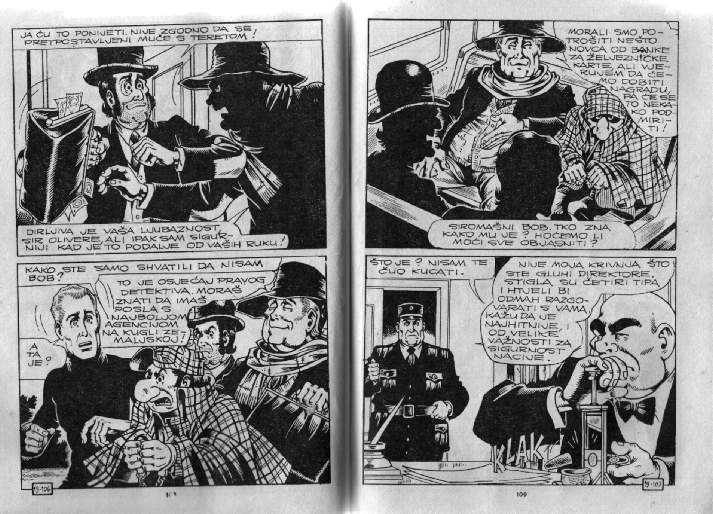 JA ĆU TO PONIJETI. NIJE ZGODNO DA SE
PRETPOSTAVLJENI MUČE S TERETOM!
DIRLJIVA JE VAŠA LJUBAZNOST,
SIR OLIVERE, ALI IPAK SAM SIGUR-
NIJI KAD JE TO PODALJE OD VAŠIH RUKU!
KAKO STE SAMO SHVATILI DA NISAM
BOB?
TO JE OSJEĆAJ PRAVOG
DETEKTIVA. MORAŠ
ZNATI DA IMAŠ
POSLA S
NAJBOLJOM
AGENCIJOM
NA KUGLI ZE-
MALJSKOJ!
A
TA
JE?
MORALI SMO PO-
TROŠITI NEŠTO
NOVCA OD BANKE
ZA ŽELJEZNIČKE
KARTE, ALI VJE-
RUJEM DA ĆE-
MO DOBITI
NAGRADU,
PA ĆE SE
TO NEKA-
KO POD-
MIRI-
TI!
SIROMAŠNI BOB. TKO ZNA
KAKO MU JE? HOĆEMO LI
MOĆI SVE OBJASNITI?
ŠTO JE? NISAM TE
ČUO KUCATI.
NIJE MOJA KRIVNJA ŠTO
STE GLUHI DIREKTORE.
STIGLA SU ČETIRI TIPA
I HTJELI BI
ODMAH RAZGO-
VARATI S VAMA.
KAŽU DA JE
NAJHITNIJE,
OD VELIKE
VAŽNOSTI ZA
SIGURNOST
NACIJE.
KLAK
109